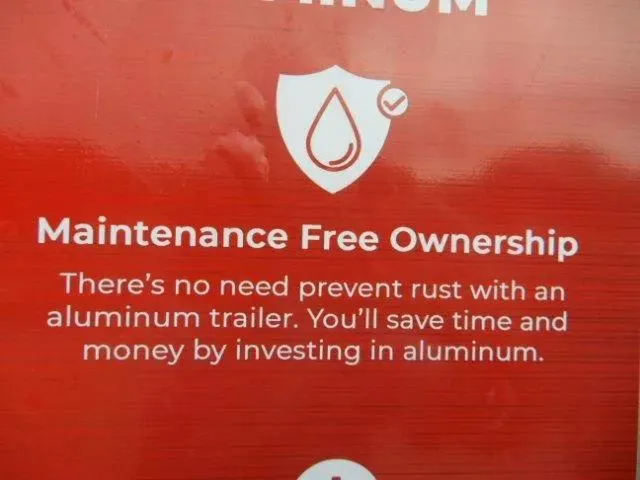 Maintenance Free Ownership
There's no need prevent rust with an
aluminum trailer. You'll save time and
money by investing in aluminum.